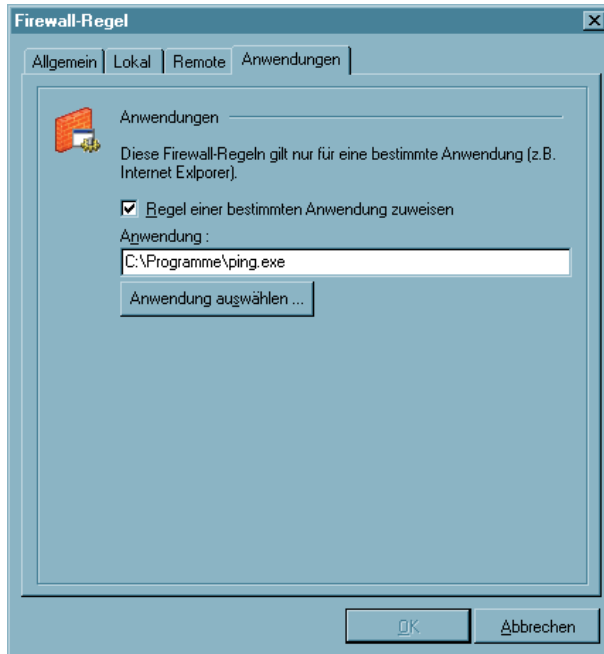 Firewall-Regel
Allgemein Lokal Remote Anwendungen
Anwendungen
Diese Firewall-Regeln gilt nur für eine bestimmte Anwendung (z.B.
Internet Exlporer).
Regel einer bestimmten Anwendung zuweisen
Anwendung :
C:\Programme\ping.exe
Anwendung auswählen ...
OK Abbrechen